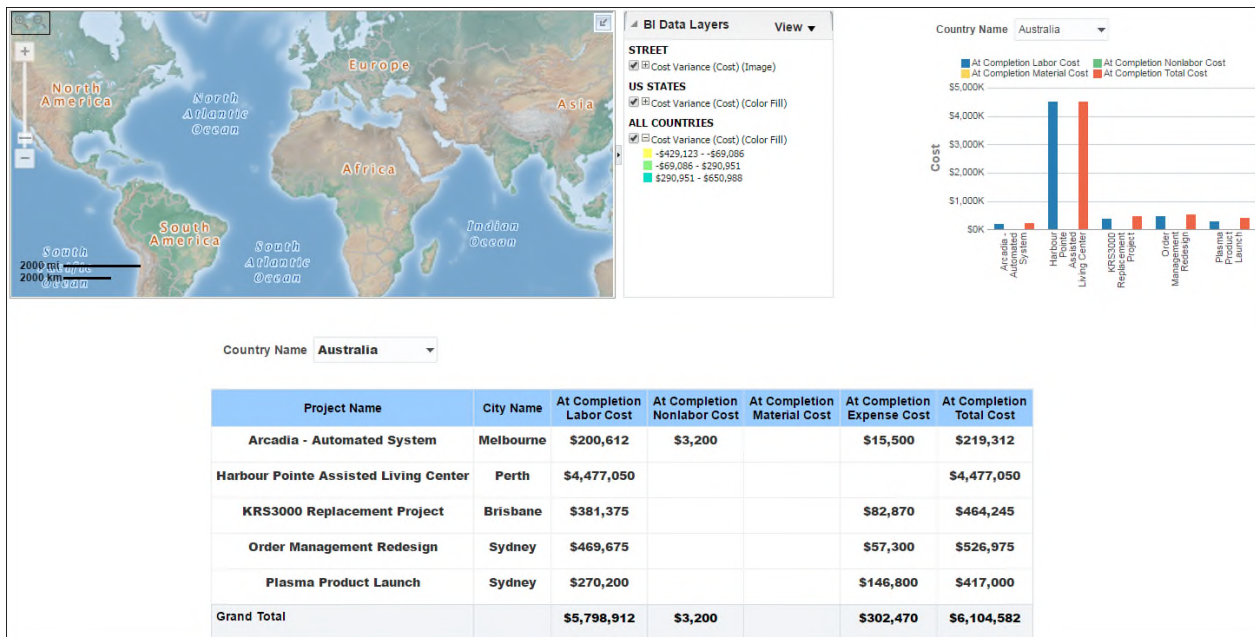 North
America
North
Atlantic
Ocean
Europe
Asia
Africa
South
America
South
Atlantic
Ocean
Indian
Ocean
South
Ocean
2000 mi
2000 km
BI Data Layers View
STREET
Cost Variance (Cost) (Image)
US STATES
Cost Variance (Cost) (Color Fill)
ALL COUNTRIES
Cost Variance (Cost) (Color Fill)
-$429,123 - -$69,086
-$69,086 - $290,951
$290,951 - $650,988
Country Name Australia
At Completion Labor Cost At Completion Nonlabor Cost
At Completion Material Cost At Completion Total Cost
$5,000K
$4,000K
$3,000K
$2,000K
$1,000K
$0K
Cost
Arcadia -
Automated
System
Harbour
Pointe
Assisted
Living Center
KRS3000
Replacement
Project
Order
Management
Redesign
Plasma
Product
Launch
Country Name Australia
Project Name City Name At Completion Labor Cost At Completion Nonlabor Cost At Completion Material Cost At Completion Expense Cost At Completion Total Cost
Arcadia - Automated System Melbourne $200,612 $3,200 $15,500 $219,312
Harbour Pointe Assisted Living Center Perth $4,477,050 $4,477,050
KRS3000 Replacement Project Brisbane $381,375 $82,870 $464,245
Order Management Redesign Sydney $469,675 $57,300 $526,975
Plasma Product Launch Sydney $270,200 $146,800 $417,000
Grand Total $5,798,912 $3,200 $302,470 $6,104,582